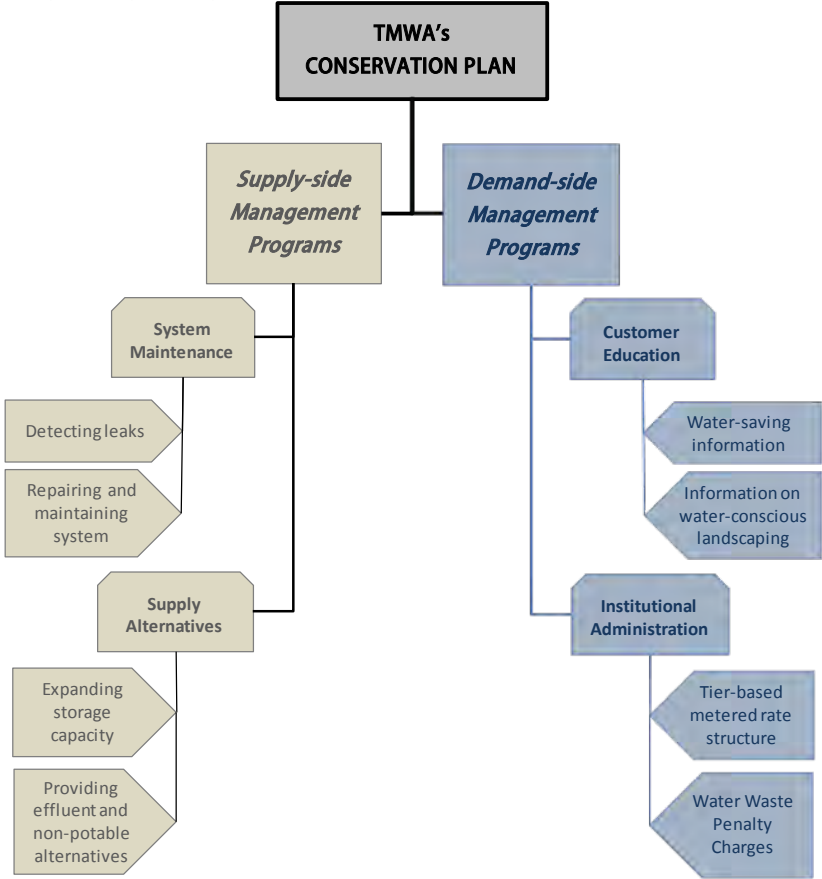 TMWA's
CONSERVATION PLAN
Supply-side
Management
Programs
Demand-side
Management
Programs
System
Maintenance
Detecting leaks
Repairing and
maintaining
system
Supply
Alternatives
Expanding
storage
capacity
Providing
effluent and
non-potable
alternatives
Customer
Education
Water-saving
information
Information on
water-conscious
landscaping
Institutional
Administration
Tier-based
metered rate
structure
Water Waste
Penalty
Charges